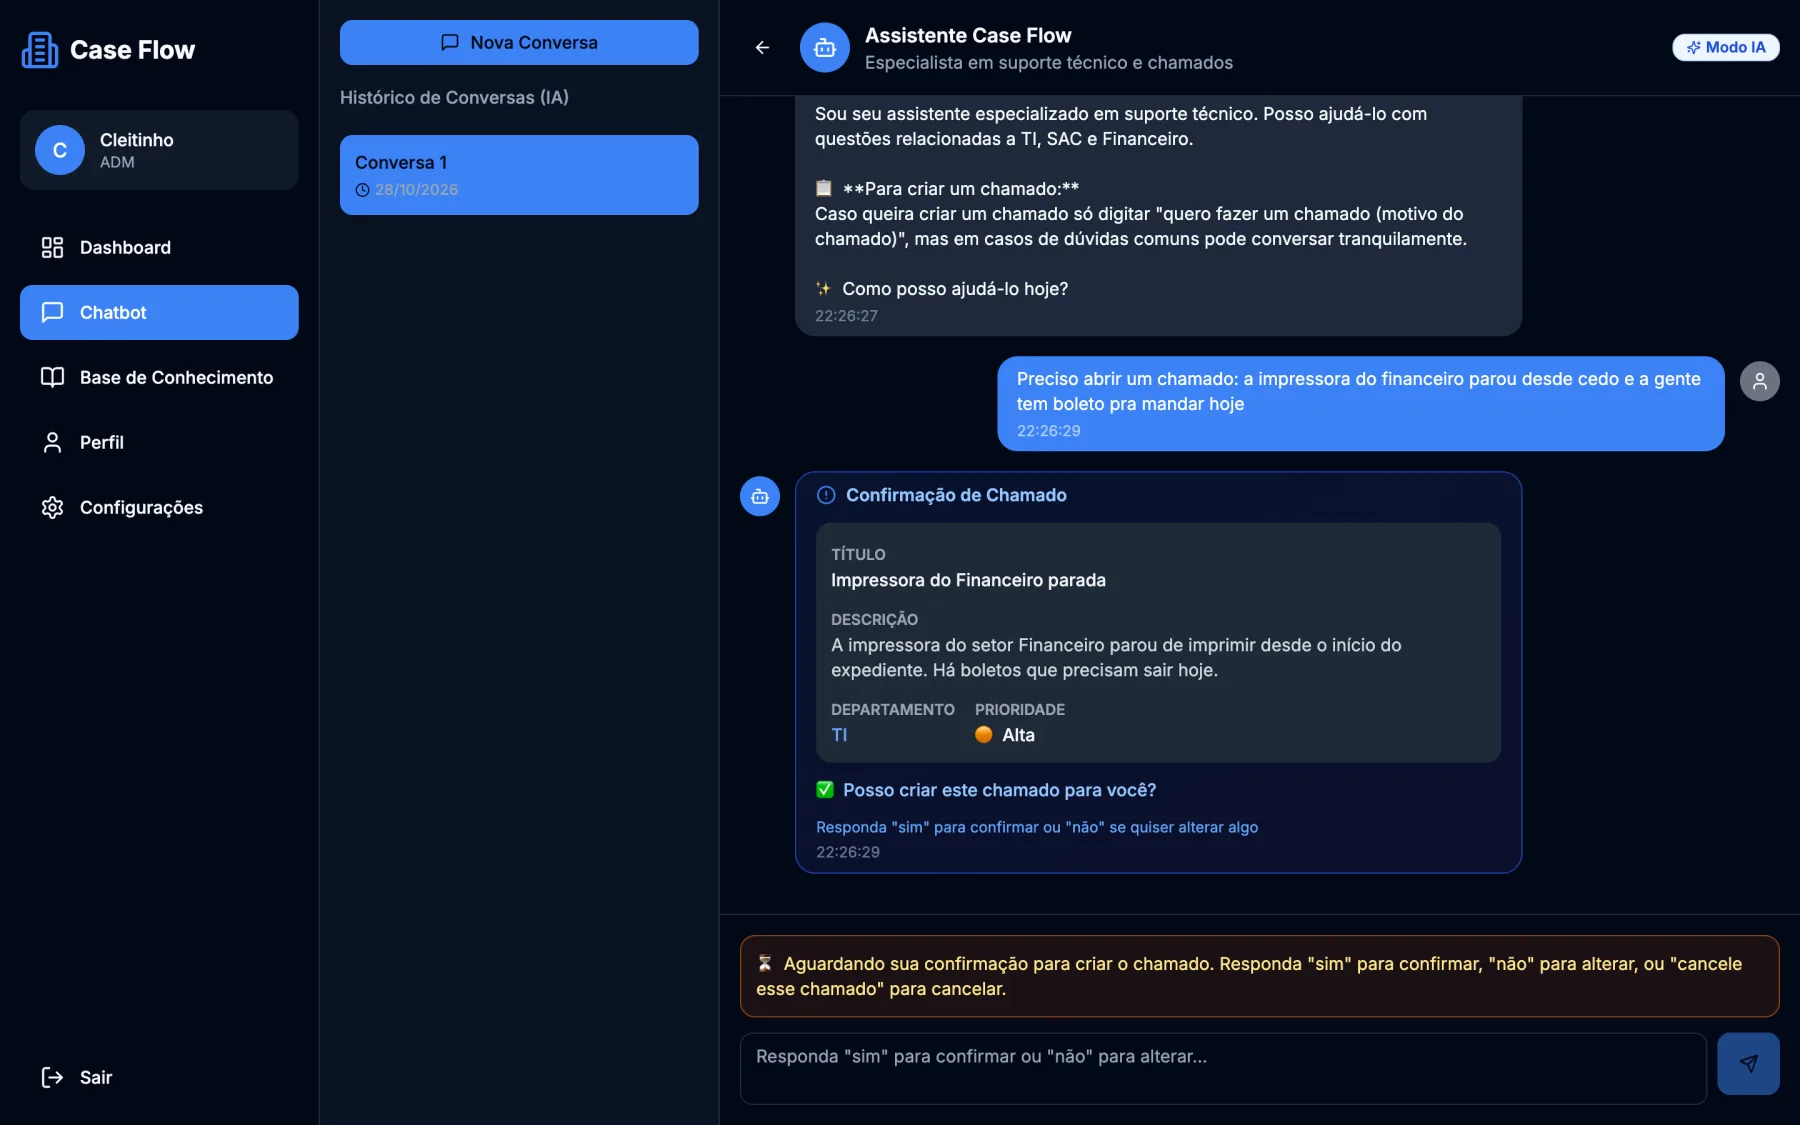 Case Flow
C
Cleitinho
ADM
Dashboard
Chatbot
Base de Conhecimento
Perfil
Configurações
Sair
Nova Conversa
Histórico de Conversas (IA)
Conversa 1
28/10/2026
Assistente Case Flow
Especialista em suporte técnico e chamados
Modo IA
Sou seu assistente especializado em suporte técnico. Posso ajudá-lo com
questões relacionadas a TI, SAC e Financeiro.
📋 **Para criar um chamado:**
Caso queira criar um chamado só digitar "quero fazer um chamado (motivo do
chamado)", mas em casos de dúvidas comuns pode conversar tranquilamente.
✨ Como posso ajudá-lo hoje?
22:26:27
Preciso abrir um chamado: a impressora do financeiro parou desde cedo e a gente
tem boleto pra mandar hoje
22:26:29
Confirmação de Chamado
TÍTULO
Impressora do Financeiro parada
DESCRIÇÃO
A impressora do setor Financeiro parou de imprimir desde o início do
expediente. Há boletos que precisam sair hoje.
DEPARTAMENTO PRIORIDADE
TI 🟠 Alta
✅ Posso criar este chamado para você?
Responda "sim" para confirmar ou "não" se quiser alterar algo
22:26:29
⏳ Aguardando sua confirmação para criar o chamado. Responda "sim" para confirmar, "não" para alterar, ou "cancele
esse chamado" para cancelar.
Responda "sim" para confirmar ou "não" para alterar...